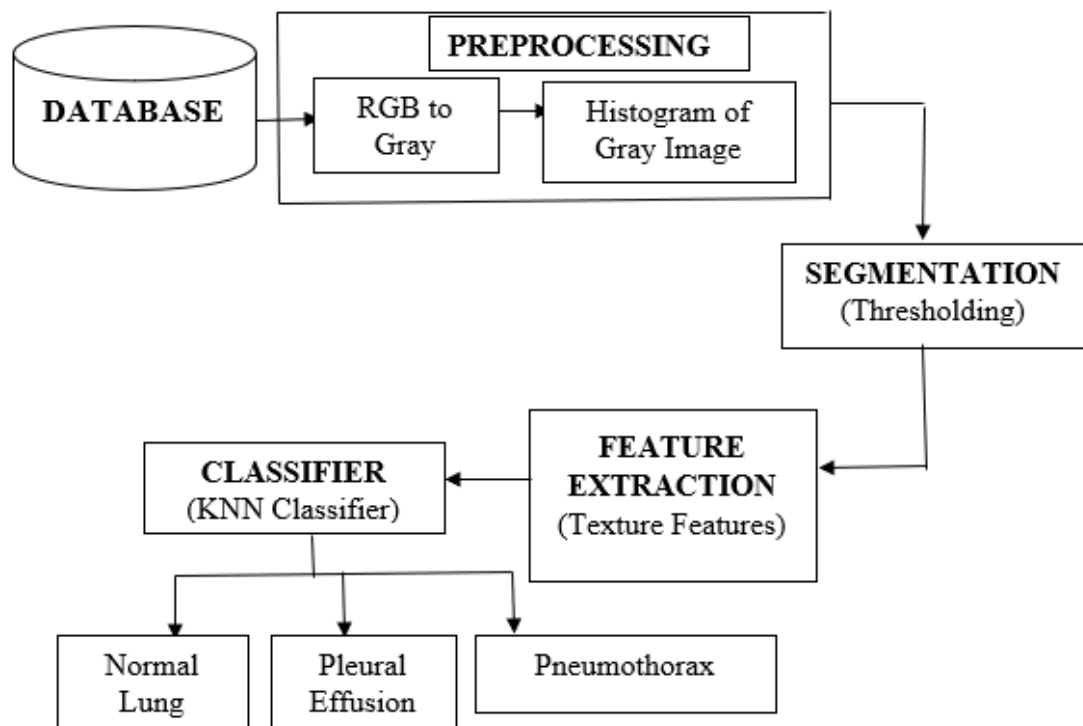 PREPROCESSING
DATABASE
RGB to
Gray
Histogram of
Gray Image
SEGMENTATION
(Thresholding)
FEATURE
EXTRACTION
(Texture Features)
CLASSIFIER
(KNN Classifier)
Normal
Lung
Pleural
Effusion
Pneumothorax